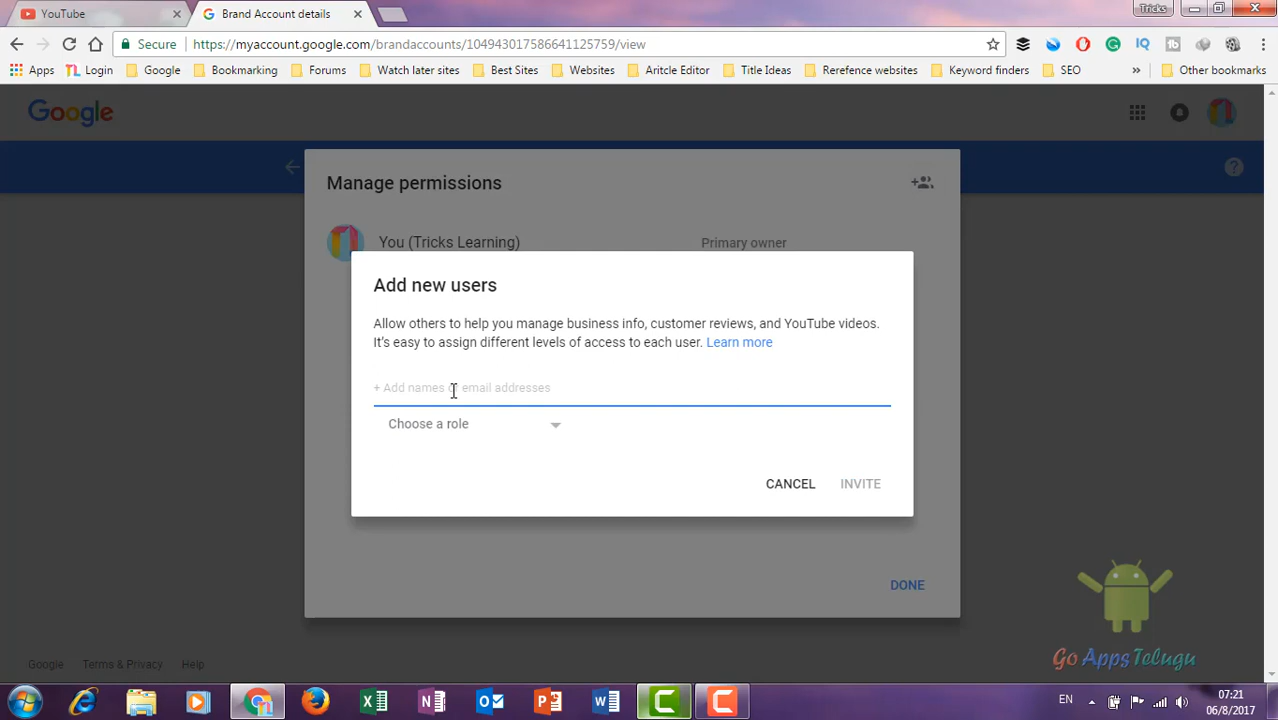 YouTube
Brand Account details
Tricks
Secure
https://myaccount.google.com/brandaccounts/104943017586641125759/view
Apps
Login
Google
Bookmarking
Forums
Watch later sites
Best Sites
Websites
Aritcle Editor
Title Ideas
Rerefence websites
Keyword finders
SEO
»
Other bookmarks
Google
Manage permissions
You (Tricks Learning)
Primary owner
Add new users
Allow others to help you manage business info, customer reviews, and YouTube videos.
It's easy to assign different levels of access to each user. Learn more
+ Add names or email addresses
Choose a role
CANCEL
INVITE
DONE
Go AppsTelugu
Google
Terms & Privacy
Help
EN
07:21
06/8/2017